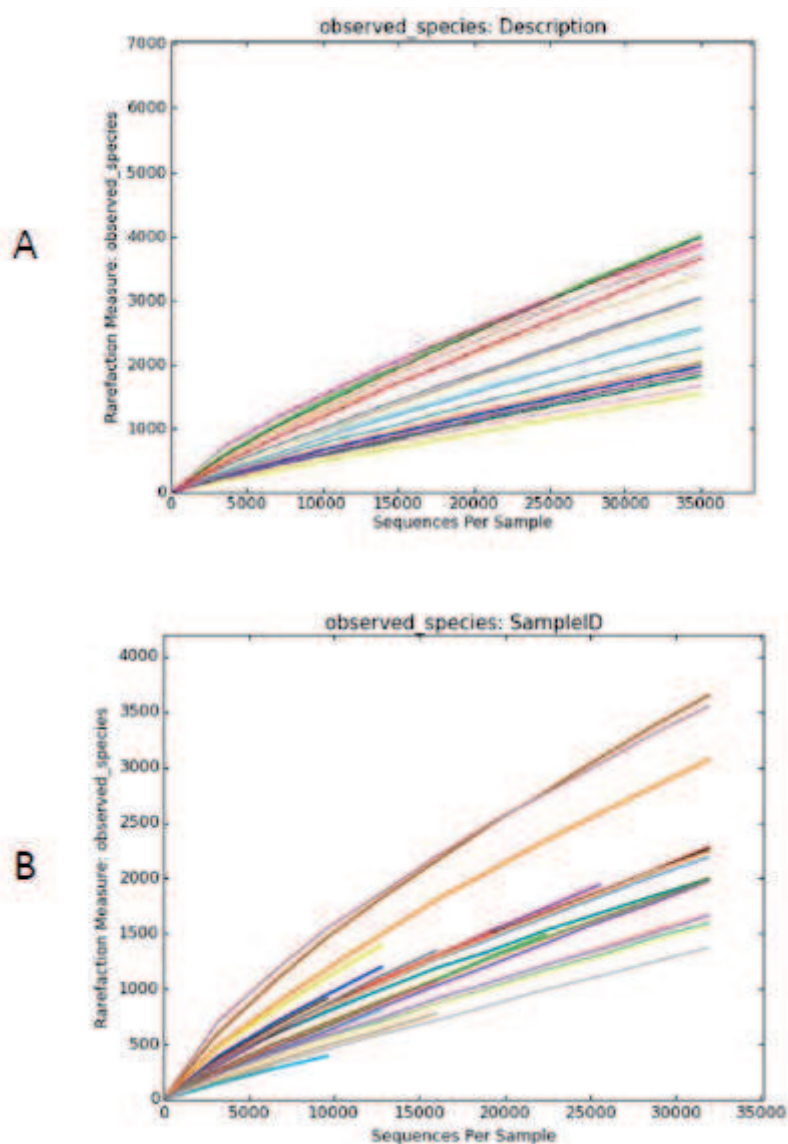 A
observed_species: Description
Rarefaction Measure: observed_species
7000
6000
5000
4000
3000
2000
1000
0
0 5000 10000 15000 20000 25000 30000 35000
Sequences Per Sample
B
observed_species: SampleID
Rarefaction Measure: observed_species
4000
3500
3000
2500
2000
1500
1000
500
0
0 5000 10000 15000 20000 25000 30000 35000
Sequences Per Sample